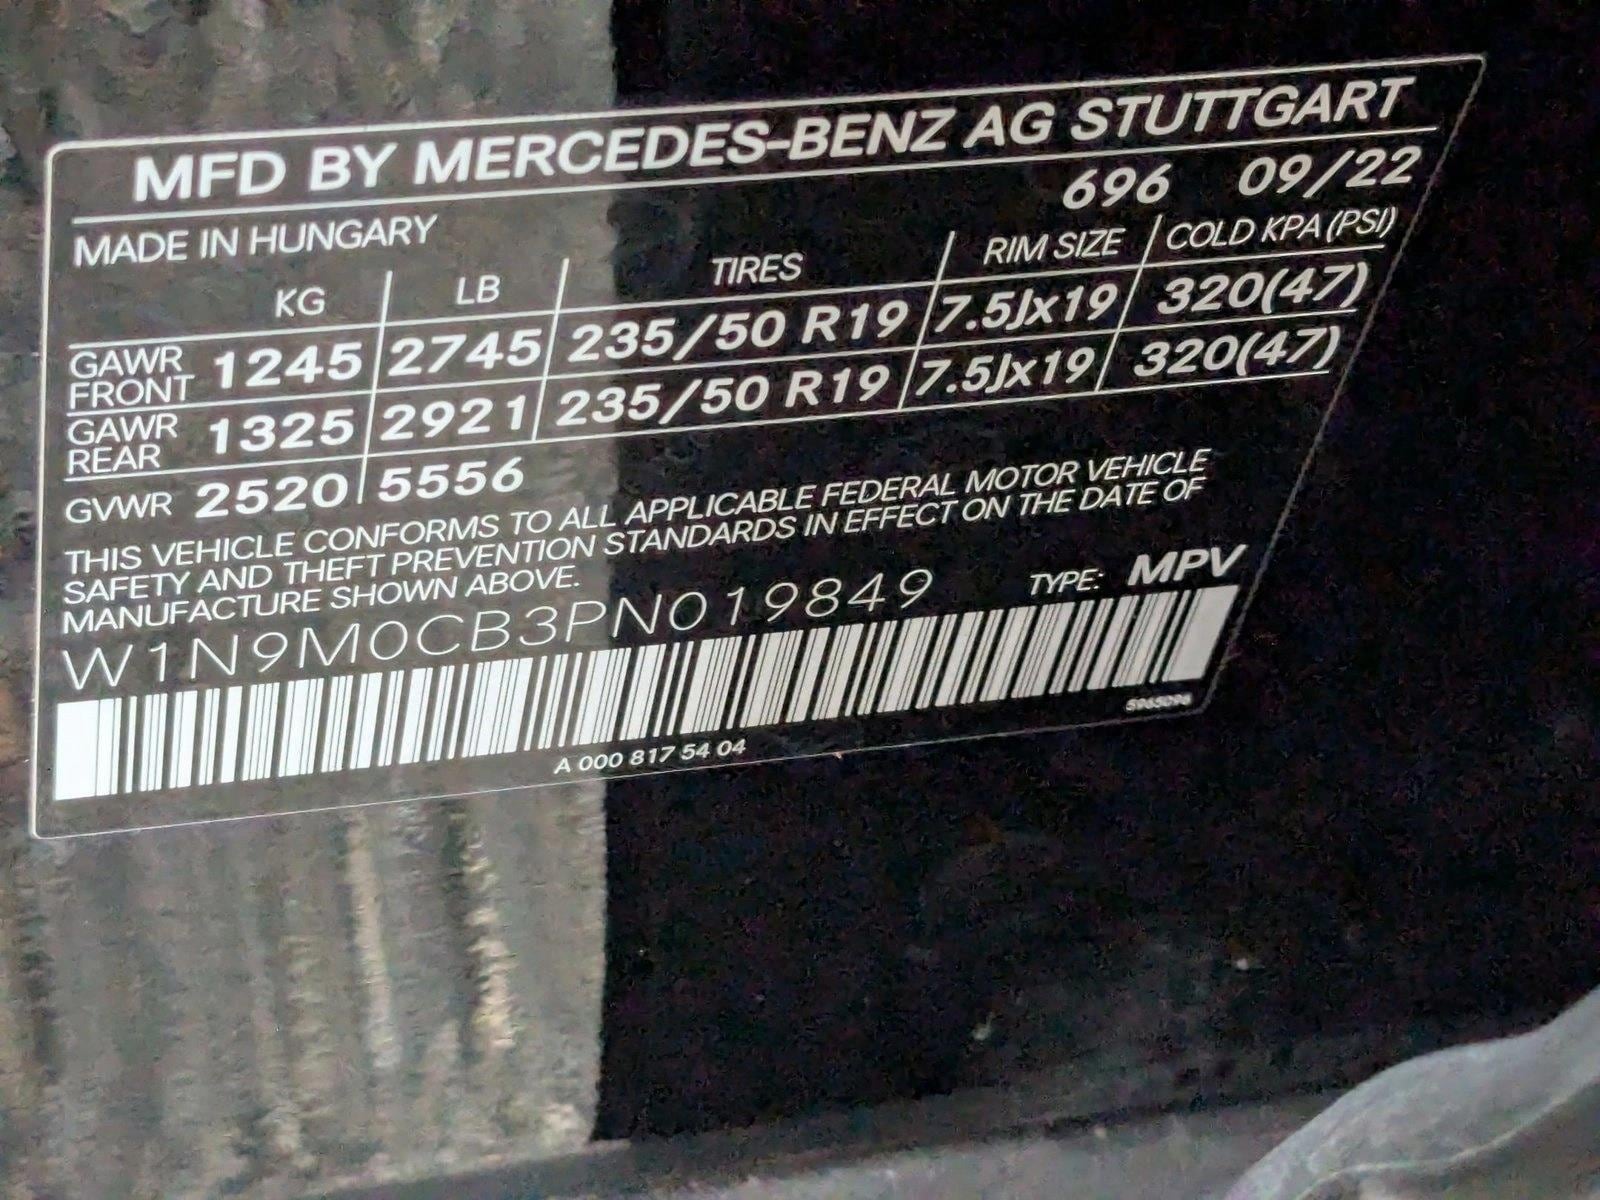 MFD BY MERCEDES-BENZ AG STUTTGART
MADE IN HUNGARY 696 09/22
KG LB TIRES RIM SIZE COLD KPA (PSI)
GAWR FRONT 1245 2745 235/50 R19 7.5Jx19 320(47)
GAWR REAR 1325 2921 235/50 R19 7.5Jx19 320(47)
GVWR 2520 5556
THIS VEHICLE CONFORMS TO ALL APPLICABLE FEDERAL MOTOR VEHICLE
SAFETY AND THEFT PREVENTION STANDARDS IN EFFECT ON THE DATE OF
MANUFACTURE SHOWN ABOVE.
W1N9M0CB3PN019849 TYPE: MPV
A 000 817 54 04